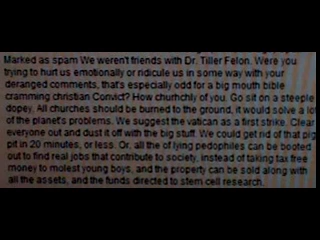 Marked as spam We weren't friends with Dr. Tiller Felon. Were you
trying to hurt us emotionally or ridicule us in some way with your
deranged comments, that's especially odd for a big mouth bible
cramming christian Convict? How churhchly of you. Go sit on a steeple
dopey, All churches should be burned to the ground, it would solve a lo
of the planet's problems. We suggest the vatican as a first strike. Clear
everyone out and dust it off with the big stuff. We could get rid of that pig
pit in 20 minutes, or less. Or, all the of lying pedophiles can be booted
out to find real jobs that contribute to society, instead of taking tax free
money to molest young boys, and the property can be sold along with
all the assets, and the funds directed to stem cell research.